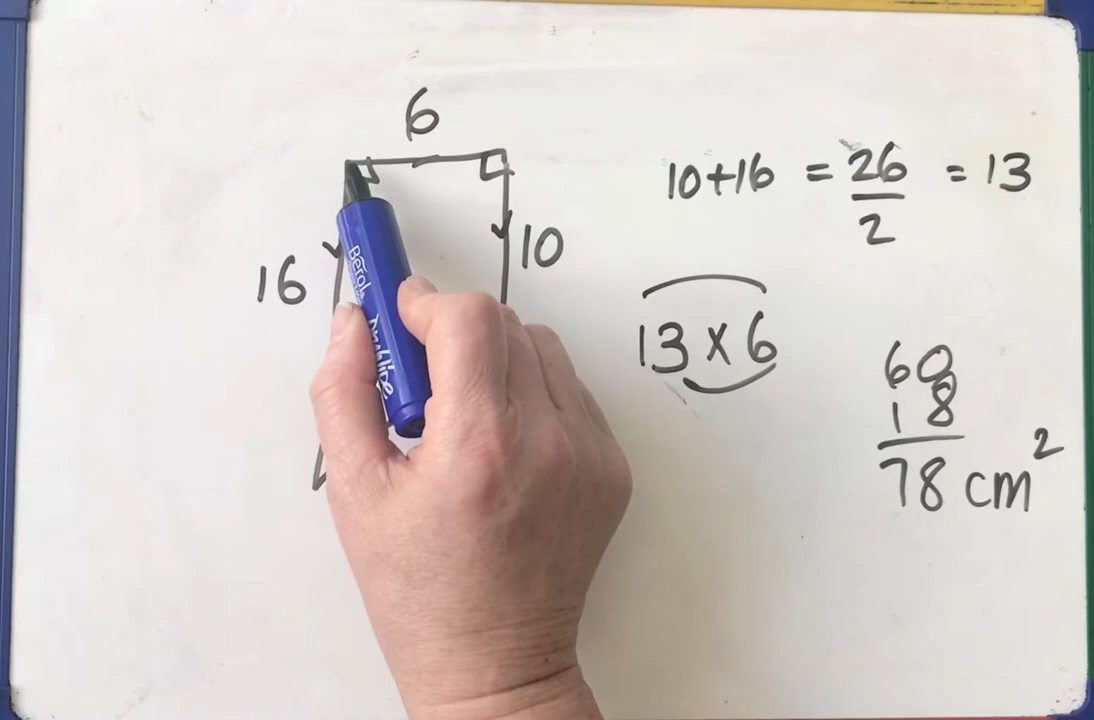 6
10+16 = 26/2 = 13
16
10
13 x 6
60
18
78 cm²
Berol